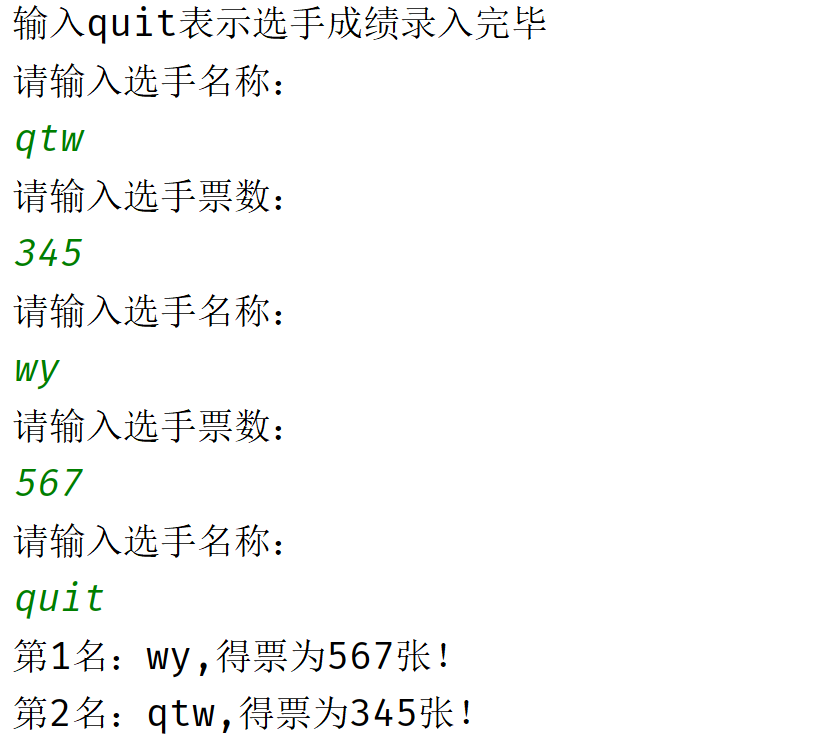 输入quit表示选手成绩录入完毕
请输入选手名称：
qtw
请输入选手票数：
345
请输入选手名称：
wy
请输入选手票数：
567
请输入选手名称：
quit
第1名：wy,得票为567张！
第2名：qtw,得票为345张！